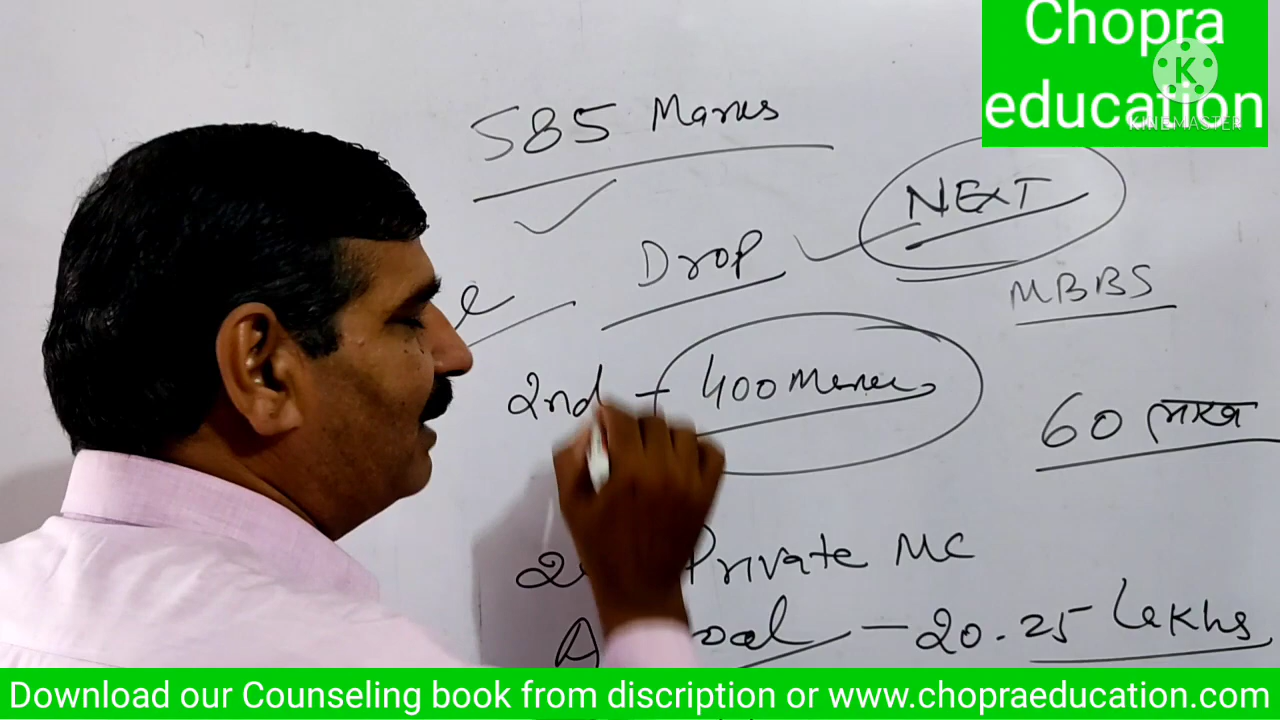 Chopra
education
KINEMASTER
585 Marks
NEXT
Drop
MBBS
2nd - 400 Marks
60 लाख
Private MC
20.25 Lakhs
Download our Counseling book from discription or www.chopraeducation.com